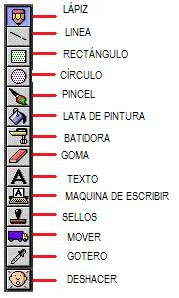 LÁPIZ
LINEA
RECTÁNGULO
CÍRCULO
PINCEL
LATA DE PINTURA
BATIDORA
GOMA
A TEXTO
A MAQUINA DE ESCRIBIR
SELLOS
MOVER
GOTERO
DESHACER